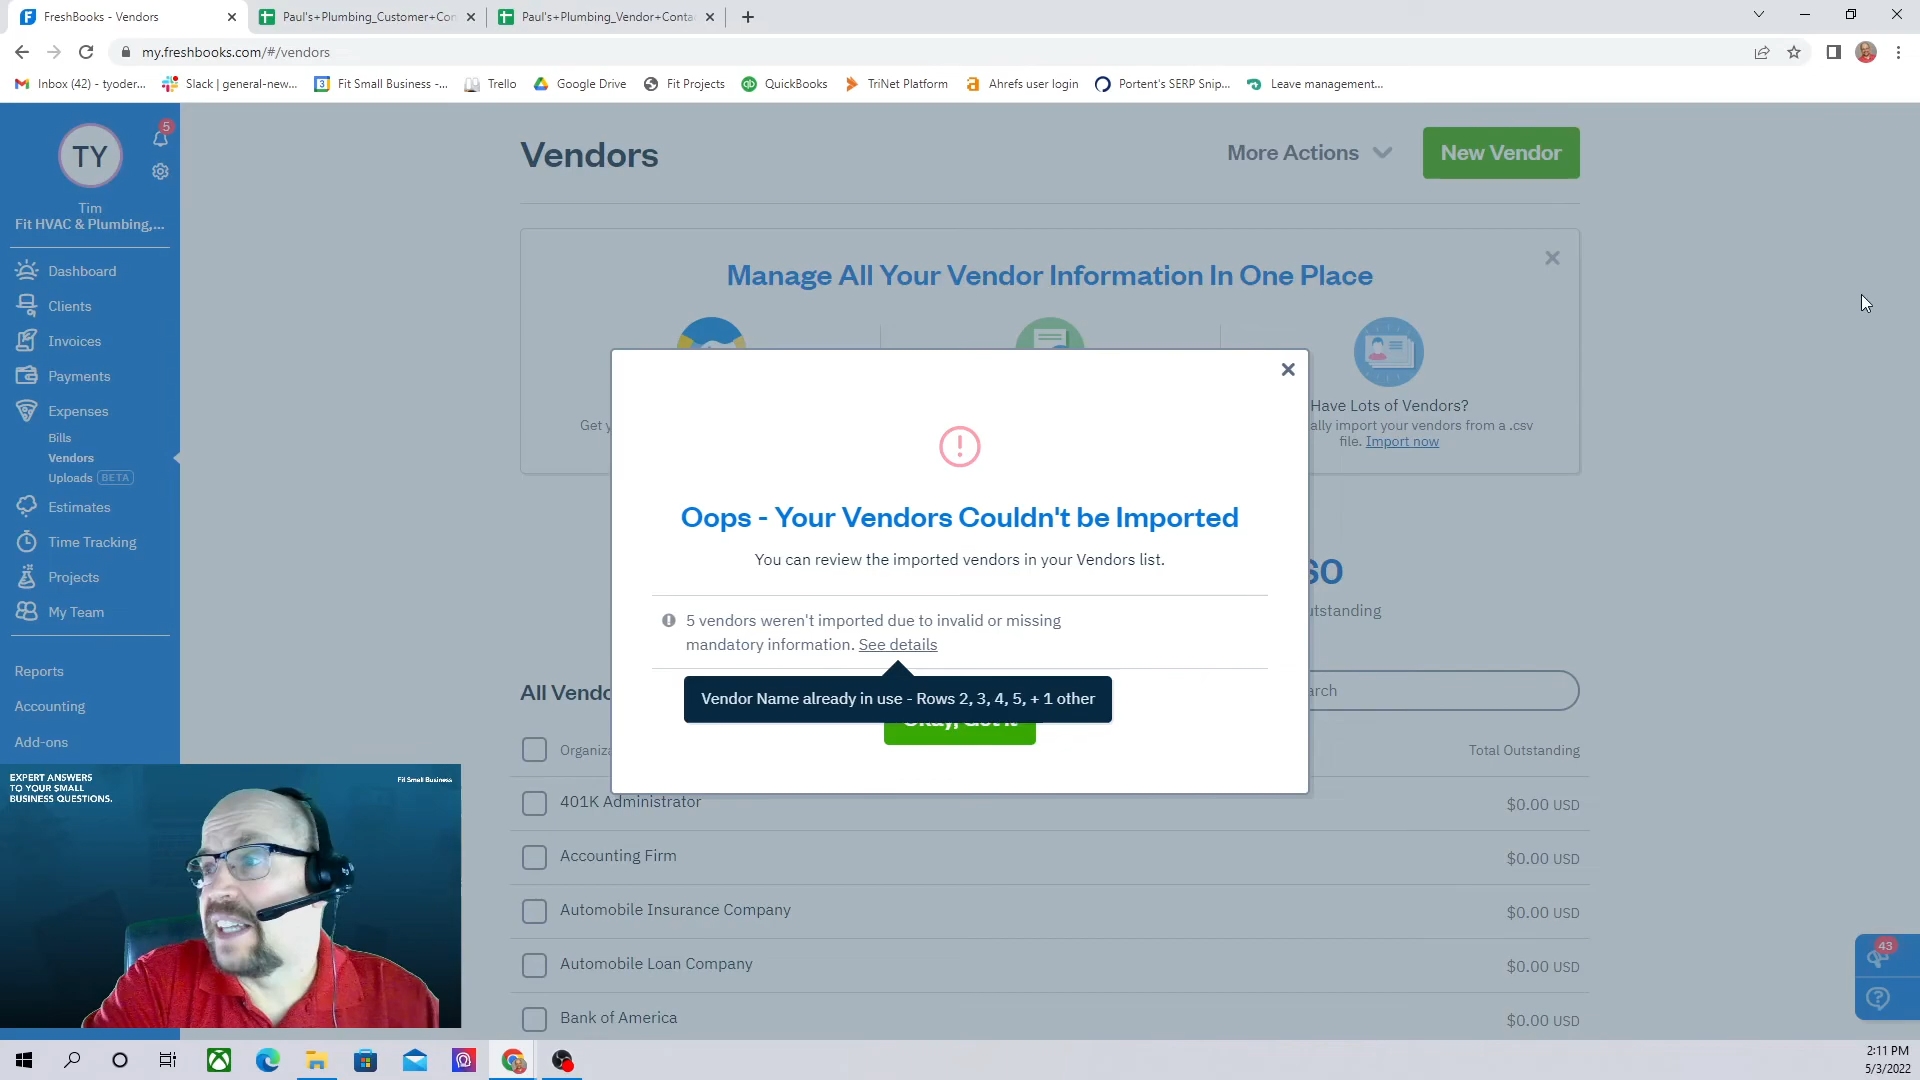 FreshBooks - Vendors
Paul's+Plumbing_Customer+Con
Paul's+Plumbing_Vendor+Conta
my.freshbooks.com/#/vendors
Inbox (42) - tyoder...
Slack | general-new...
Fit Small Business -...
Trello
Google Drive
Fit Projects
QuickBooks
TriNet Platform
Ahrefs user login
Portent's SERP Snip...
Leave management...
TY
5
Tim
Fit HVAC & Plumbing,...
Dashboard
Clients
Invoices
Payments
Expenses
Bills
Vendors
Uploads BETA
Estimates
Time Tracking
Projects
My Team
Reports
Accounting
Add-ons
Vendors
More Actions
New Vendor
Manage All Your Vendor Information In One Place
Get y
Have Lots of Vendors?
ally import your vendors from a .csv
file. Import now
Oops - Your Vendors Couldn't be Imported
You can review the imported vendors in your Vendors list.
5 vendors weren't imported due to invalid or missing
mandatory information. See details
Vendor Name already in use - Rows 2, 3, 4, 5, + 1 other
Okay, Got it
utstanding
All Vendo
arch
Organiza
Total Outstanding
401K Administrator
$0.00 USD
Accounting Firm
$0.00 USD
Automobile Insurance Company
$0.00 USD
Automobile Loan Company
$0.00 USD
Bank of America
$0.00 USD
43
EXPERT ANSWERS
TO YOUR SMALL
BUSINESS QUESTIONS.
Fit Small Business
2:11 PM
5/3/2022